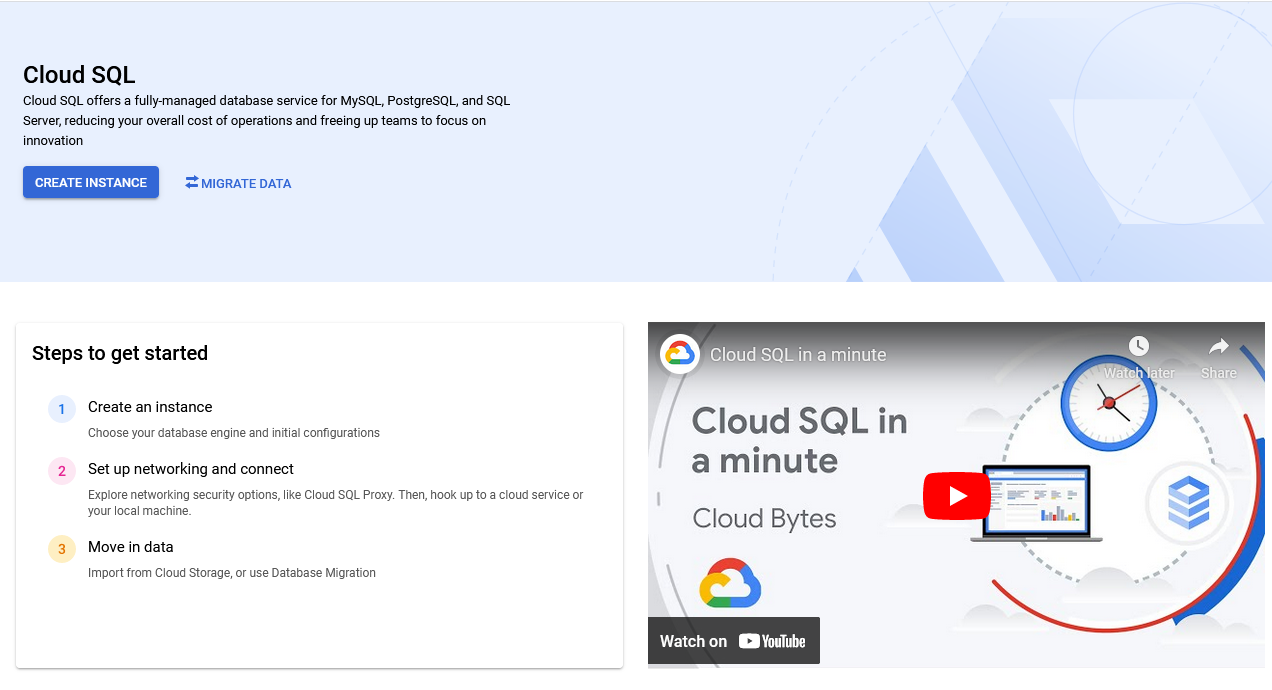 Cloud SQL
Cloud SQL offers a fully-managed database service for MySQL, PostgreSQL, and SQL
Server, reducing your overall cost of operations and freeing up teams to focus on
innovation
CREATE INSTANCE
MIGRATE DATA
Steps to get started
1
Create an instance
Choose your database engine and initial configurations
2
Set up networking and connect
Explore networking security options, like Cloud SQL Proxy. Then, hook up to a cloud service or
your local machine.
3
Move in data
Import from Cloud Storage, or use Database Migration
Cloud SQL in a minute
Watch later
Share
Cloud SQL in
a minute
Cloud Bytes
Watch on YouTube